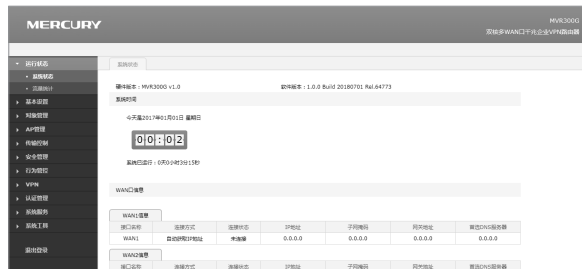 MERCURY
MVR300G
双核多WAN口千兆企业VPN路由器
运行状态
系统状态
流量统计
基本设置
对象管理
AP管理
传输控制
安全管理
行为管控
VPN
认证管理
系统服务
系统工具
退出登录
系统状态
硬件版本：MVR300G v1.0
软件版本：1.0.0 Build 20180701 Rel.64773
系统时间
今天是2017年01月01日 星期日
00:02
系统已运行：0天0小时3分15秒
WAN口信息
WAN1信息
接口名称 连接方式 连接状态 IP地址 子网掩码 网关地址 首选DNS服务器
WAN1 自动获取IP地址 未连接 0.0.0.0 0.0.0.0 0.0.0.0 0.0.0.0
WAN2信息
接口名称 连接方式 连接状态 IP地址 子网掩码 网关地址 首选DNS服务器